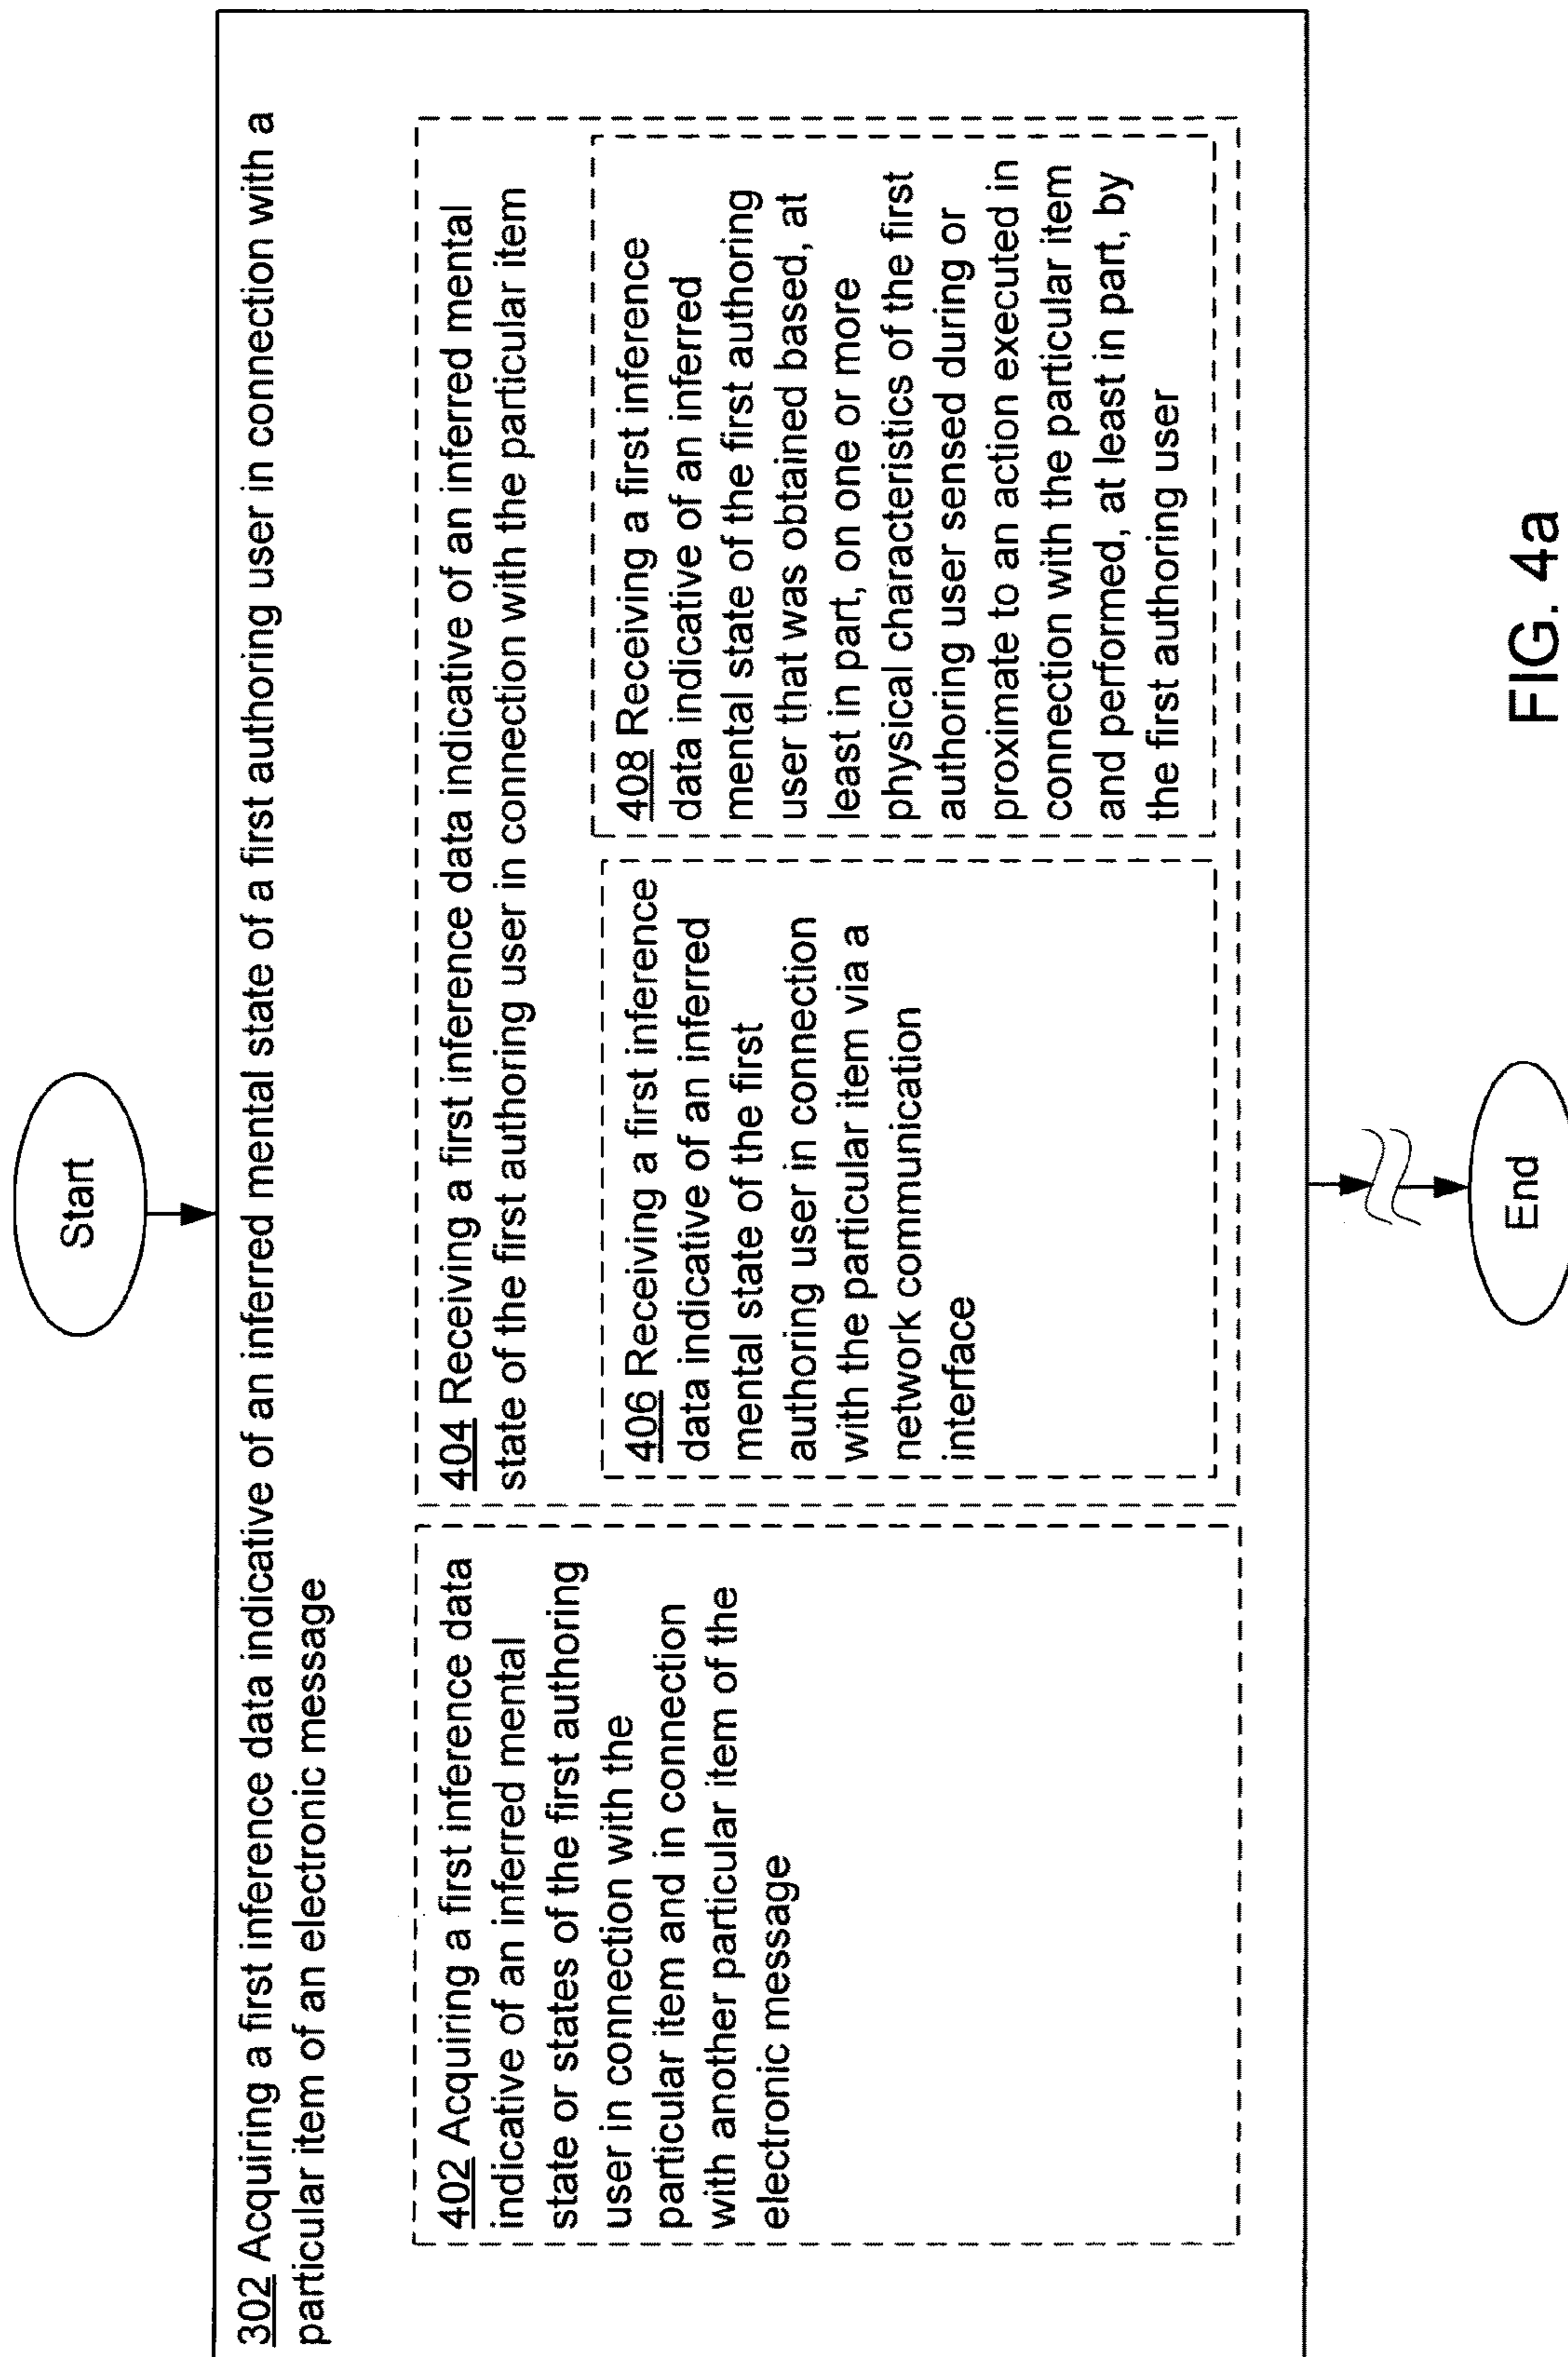 Start
302 Acquiring a first inference data indicative of an inferred mental state of a first authoring user in connection with a
particular item of an electronic message
402 Acquiring a first inference data
indicative of an inferred mental
state or states of the first authoring
user in connection with the
particular item and in connection
with another particular item of the
electronic message
404 Receiving a first inference data indicative of an inferred mental
state of the first authoring user in connection with the particular item
406 Receiving a first inference
data indicative of an inferred
mental state of the first
authoring user in connection
with the particular item via a
network communication
interface
408 Receiving a first inference
data indicative of an inferred
mental state of the first authoring
user that was obtained based, at
least in part, on one or more
physical characteristics of the first
authoring user sensed during or
proximate to an action executed in
connection with the particular item
and performed, at least in part, by
the first authoring user
End
FIG. 4a